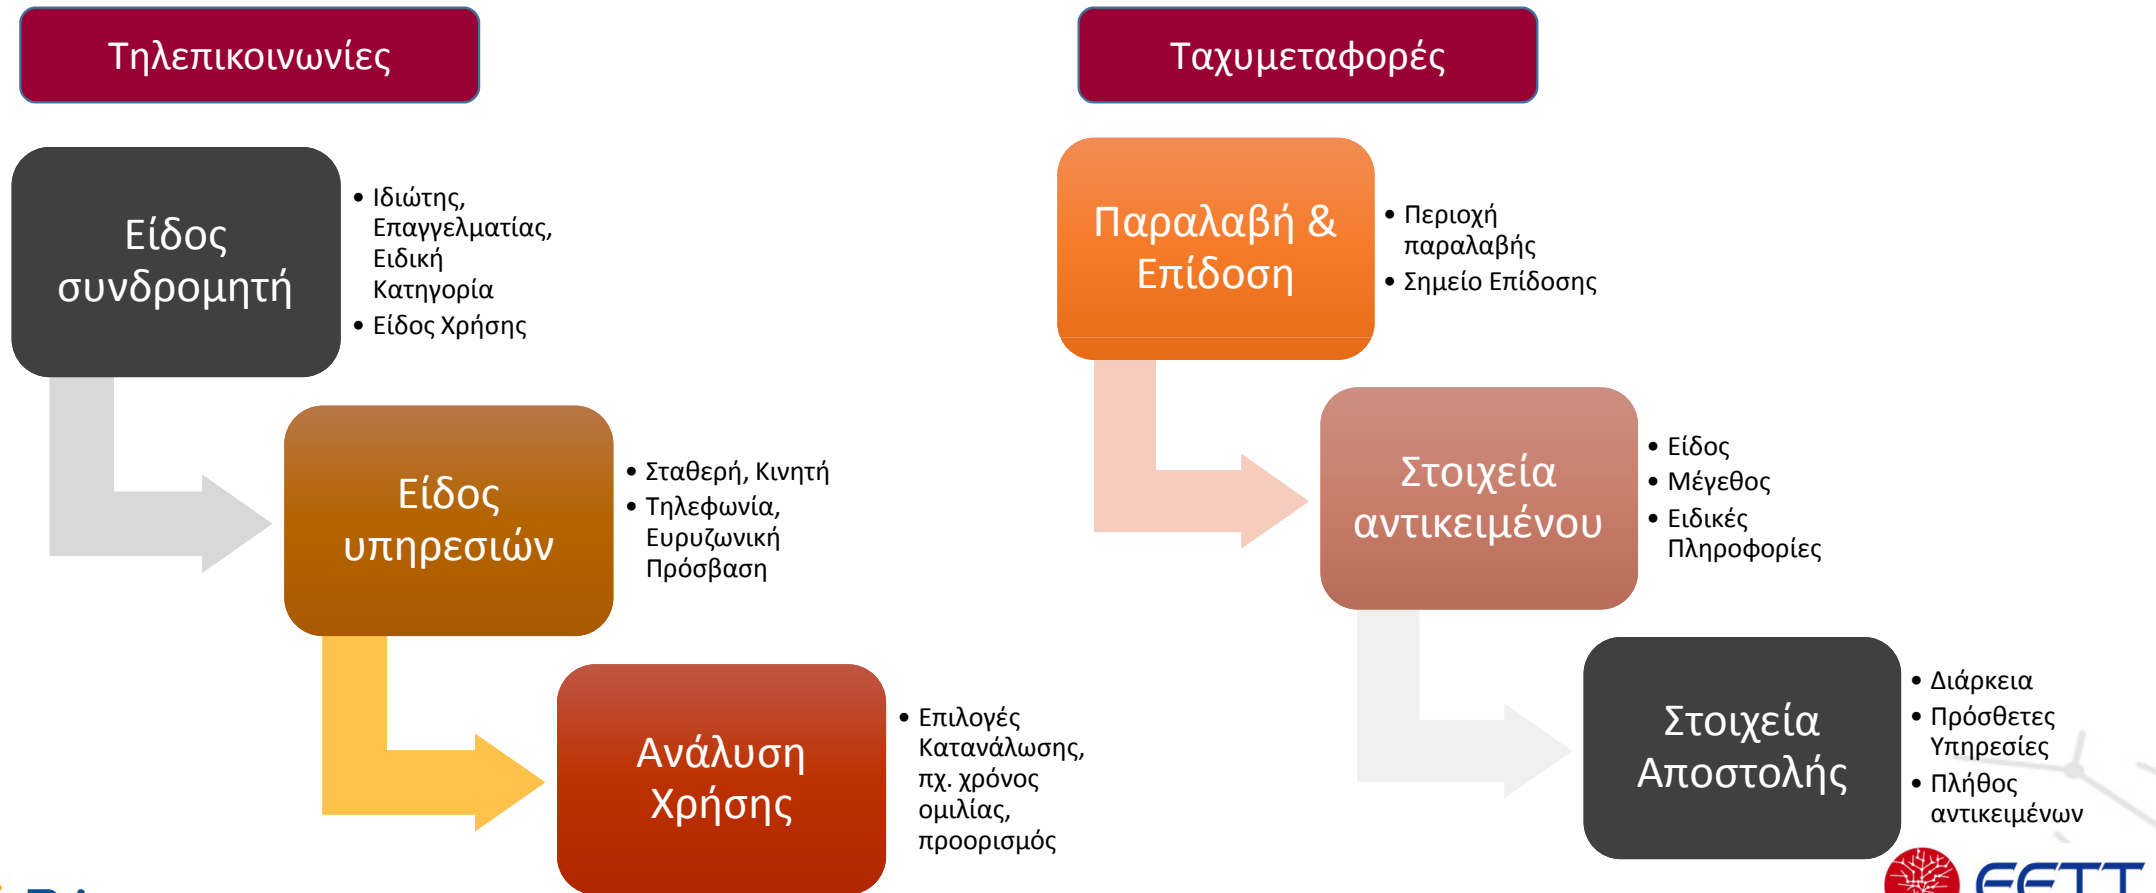 Τηλεπικοινωνίες
Είδος
συνδρομητή
• Ιδιώτης,
Επαγγελματίας,
Ειδική
Κατηγορία
• Είδος Χρήσης
Είδος
υπηρεσιών
• Σταθερή, Κινητή
• Τηλεφωνία,
Ευρυζωνική
Πρόσβαση
Ανάλυση
Χρήσης
• Επιλογές
Κατανάλωσης,
πχ. χρόνος
ομιλίας,
προορισμός
Ταχυμεταφορές
Παραλαβή &
Επίδοση
• Περιοχή
παραλαβής
• Σημείο Επίδοσης
Στοιχεία
αντικειμένου
• Είδος
• Μέγεθος
• Ειδικές
Πληροφορίες
Στοιχεία
Αποστολής
• Διάρκεια
• Πρόσθετες
Υπηρεσίες
• Πλήθος
αντικειμένων
EETT